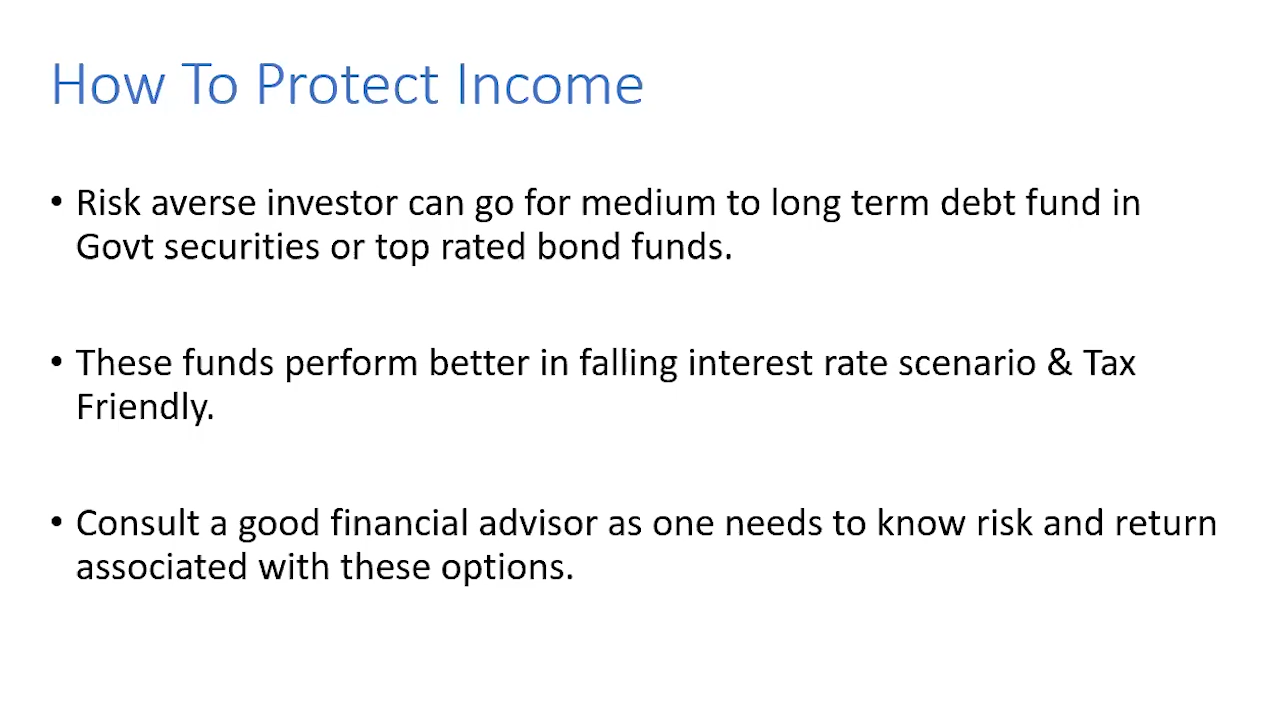 How To Protect Income
• Risk averse investor can go for medium to long term debt fund in
Govt securities or top rated bond funds.
• These funds perform better in falling interest rate scenario & Tax
Friendly.
• Consult a good financial advisor as one needs to know risk and return
associated with these options.